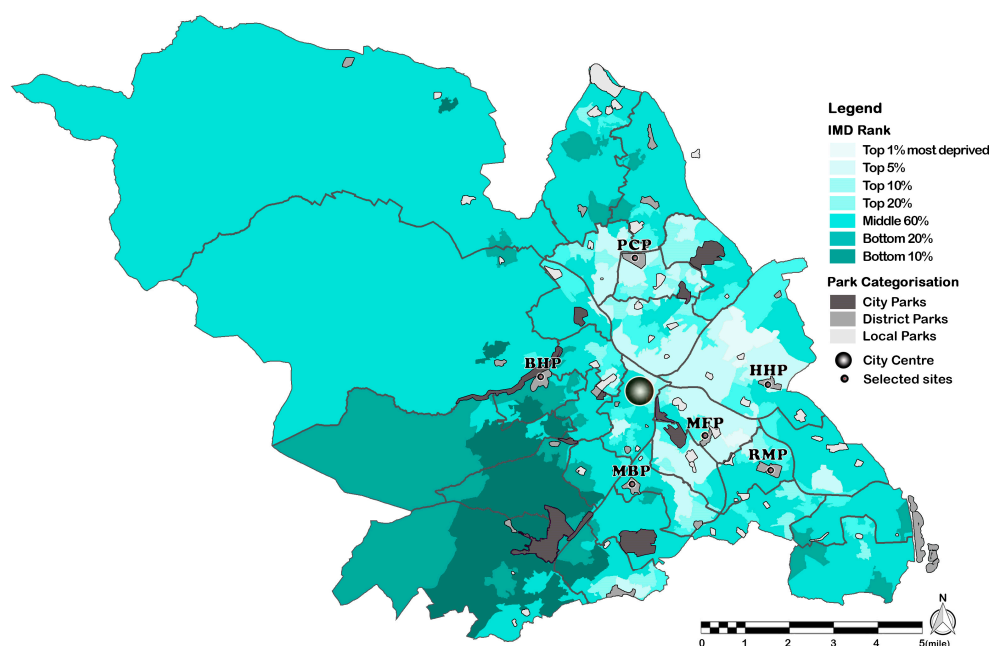 Legend
IMD Rank
Top 1% most deprived
Top 5%
Top 10%
Top 20%
Middle 60%
Bottom 20%
Bottom 10%
Park Categorisation
City Parks
District Parks
Local Parks
City Centre
Selected sites
PCP
BHP
HHP
MFP
RMP
MBP
N
0 1 2 3 4 5(mile)